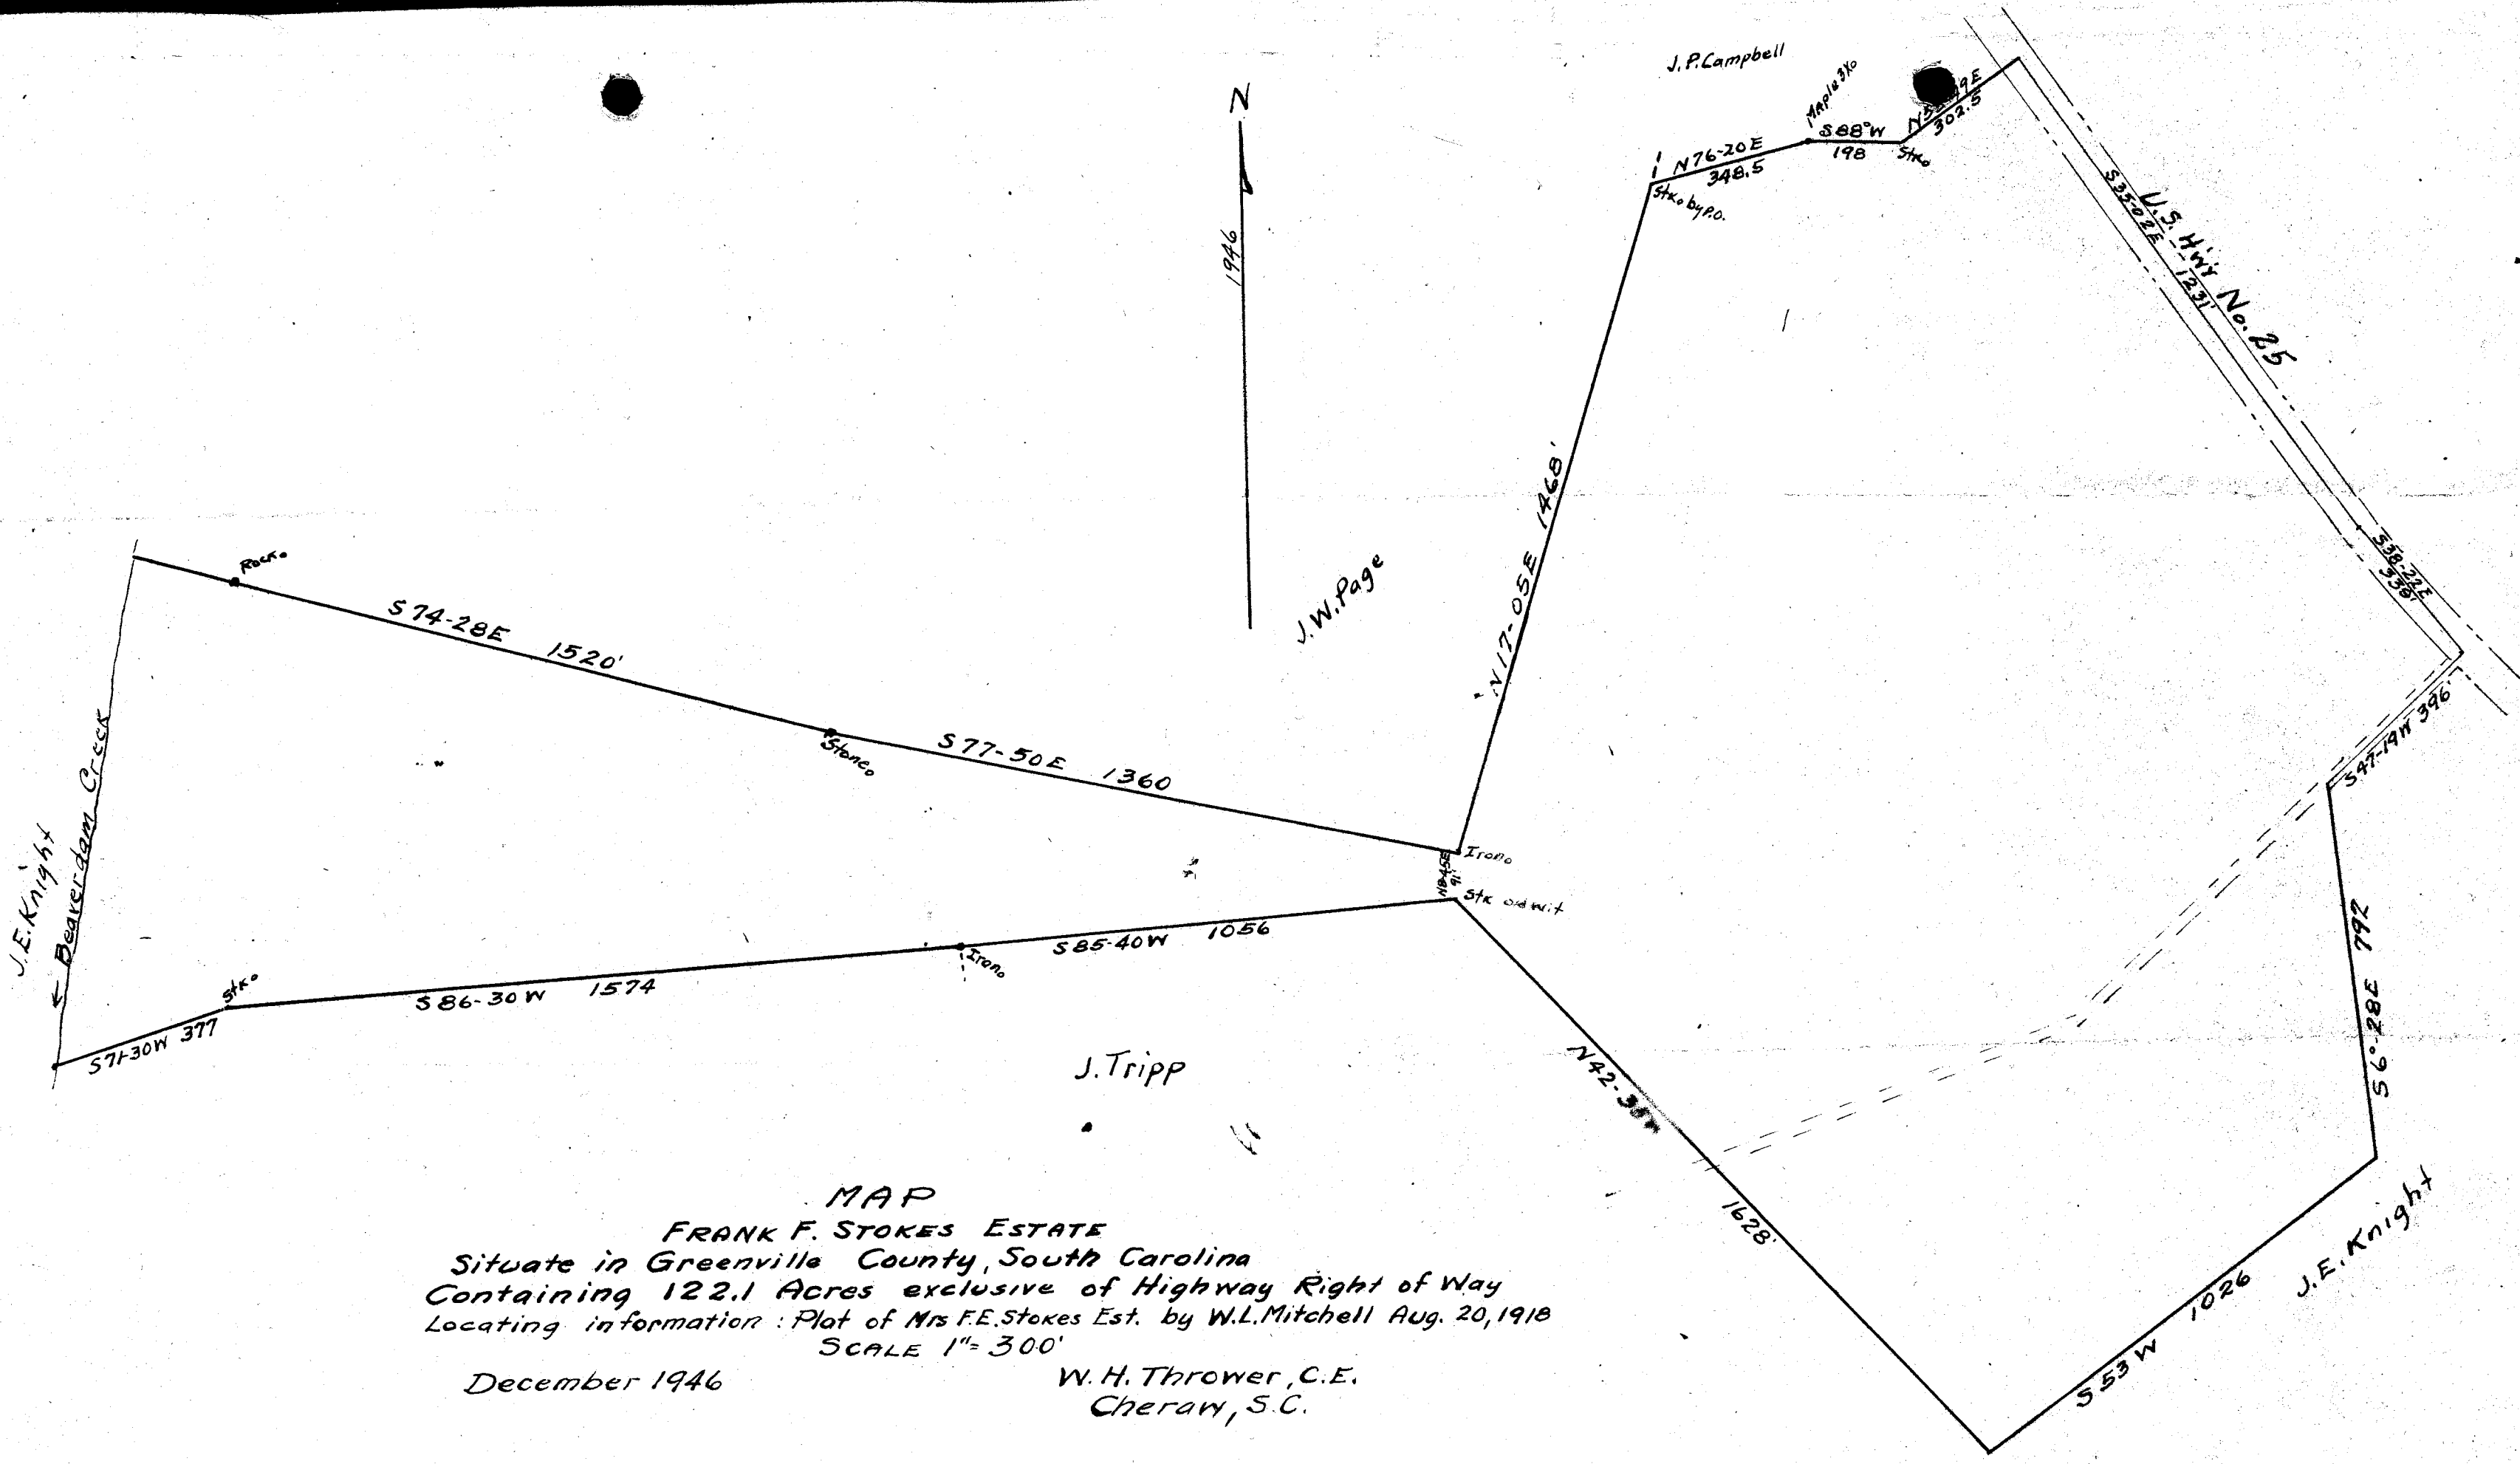 J.P.Campbell
Maple 3Xo
N
1946
N76-20E
348.5
S88°W
198
Stko
302.5
Stko by P.O.
S35-02E 1231'
U.S. H'w'y No. 25
S38-22E
N17-05E 1468'
J.W.Page
Rocko
S74-28E 1520'
Stoneo
S77-50E 1360
Irono
91'
Stk old wit
S47-19W 396'
J.E.Knight
← Beaverdam Creek
Stko
S71-30W 377
S86-30W 1574
Irono
S85-40W 1056
J.Tripp
1628'
S6°-28E 792
S53W 1026
J.E.Knight
MAP
FRANK F. STOKES ESTATE
Situate in Greenville County, South Carolina
Containing 122.1 Acres exclusive of Highway Right of Way
Locating information : Plat of Mrs F.E.Stokes Est. by W.L.Mitchell Aug. 20, 1918
SCALE 1"= 300'
December 1946
W.H. Thrower, C.E.
Cheraw, S.C.